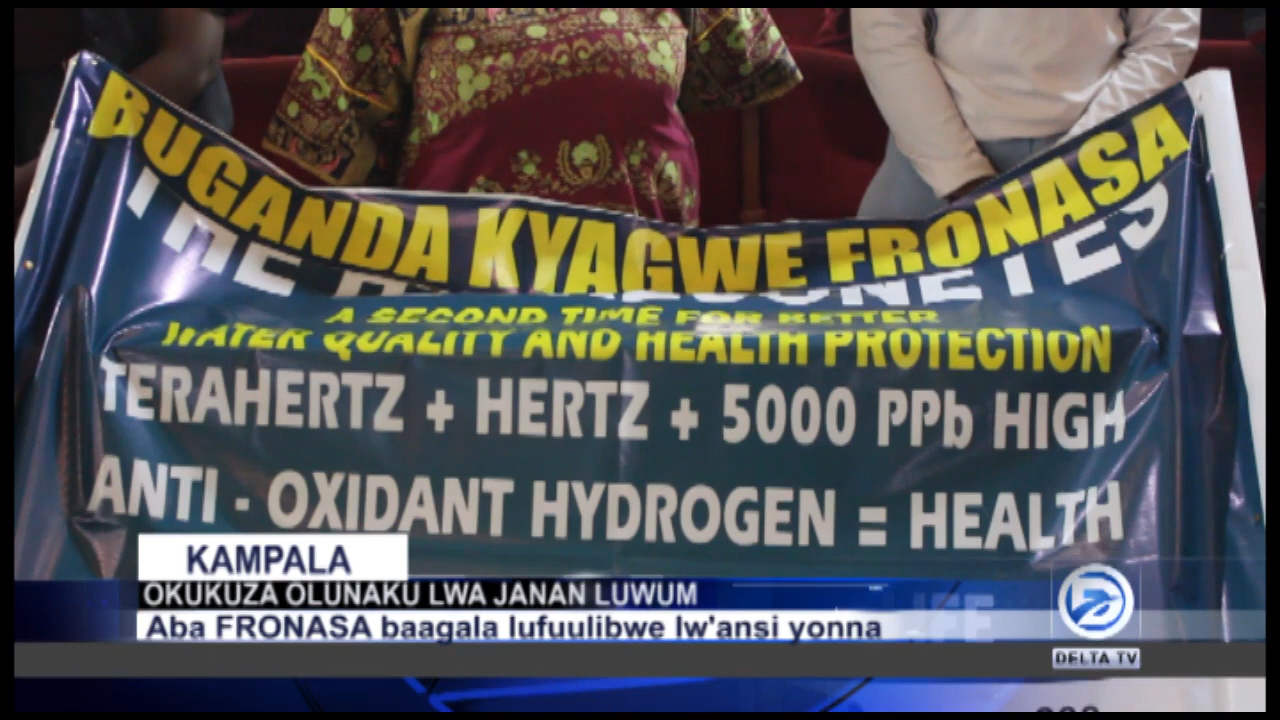 BUGANDA KYAGWE FRONASA
THE
A SECOND TIME FOR BETTER
WATER QUALITY AND HEALTH PROTECTION
TERAHERTZ + HERTZ + 5000 PPb HIGH
ANTI - OXIDANT HYDROGEN = HEALTH
KAMPALA
OKUKUZA OLUNAKU LWA JANAN LUWUM
Aba FRONASA baagala lufuulibwe lw'ansi yonna
DELTA TV